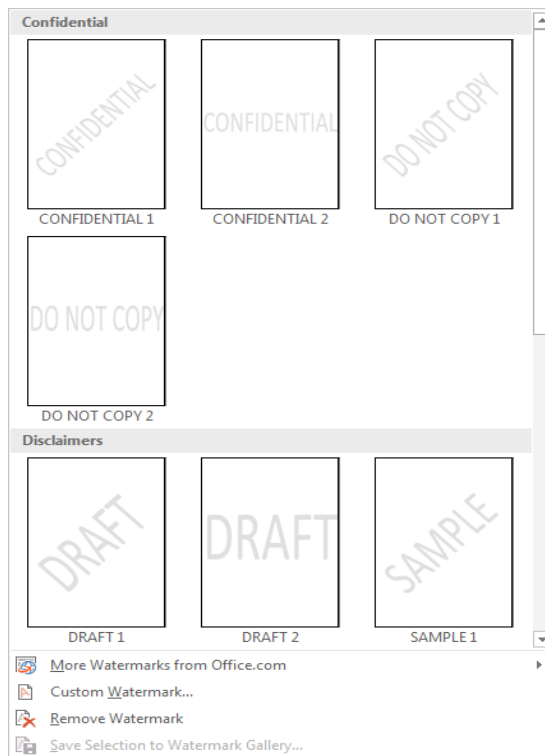 Confidential
CONFIDENTIAL CONFIDENTIAL DO NOT COPY
CONFIDENTIAL 1 CONFIDENTIAL 2 DO NOT COPY 1
DO NOT COPY
DO NOT COPY 2
Disclaimers
DRAFT DRAFT SAMPLE
DRAFT 1 DRAFT 2 SAMPLE 1
More Watermarks from Office.com
Custom Watermark...
Remove Watermark
Save Selection to Watermark Gallery...